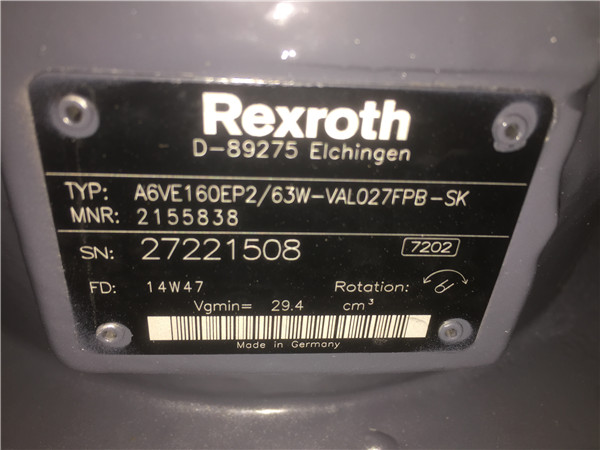 Rexroth
D-89275 Elchingen
TYP: A6VE160EP2/63W-VAL027FPB-SK
MNR: 2155838
SN: 27221508 7202
FD: 14W47 Rotation:
Vgmin= 29.4 cm³
Made in Germany